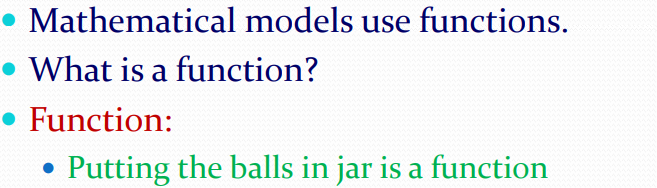 • Mathematical models use functions.
• What is a function?
• Function:
• Putting the balls in jar is a function